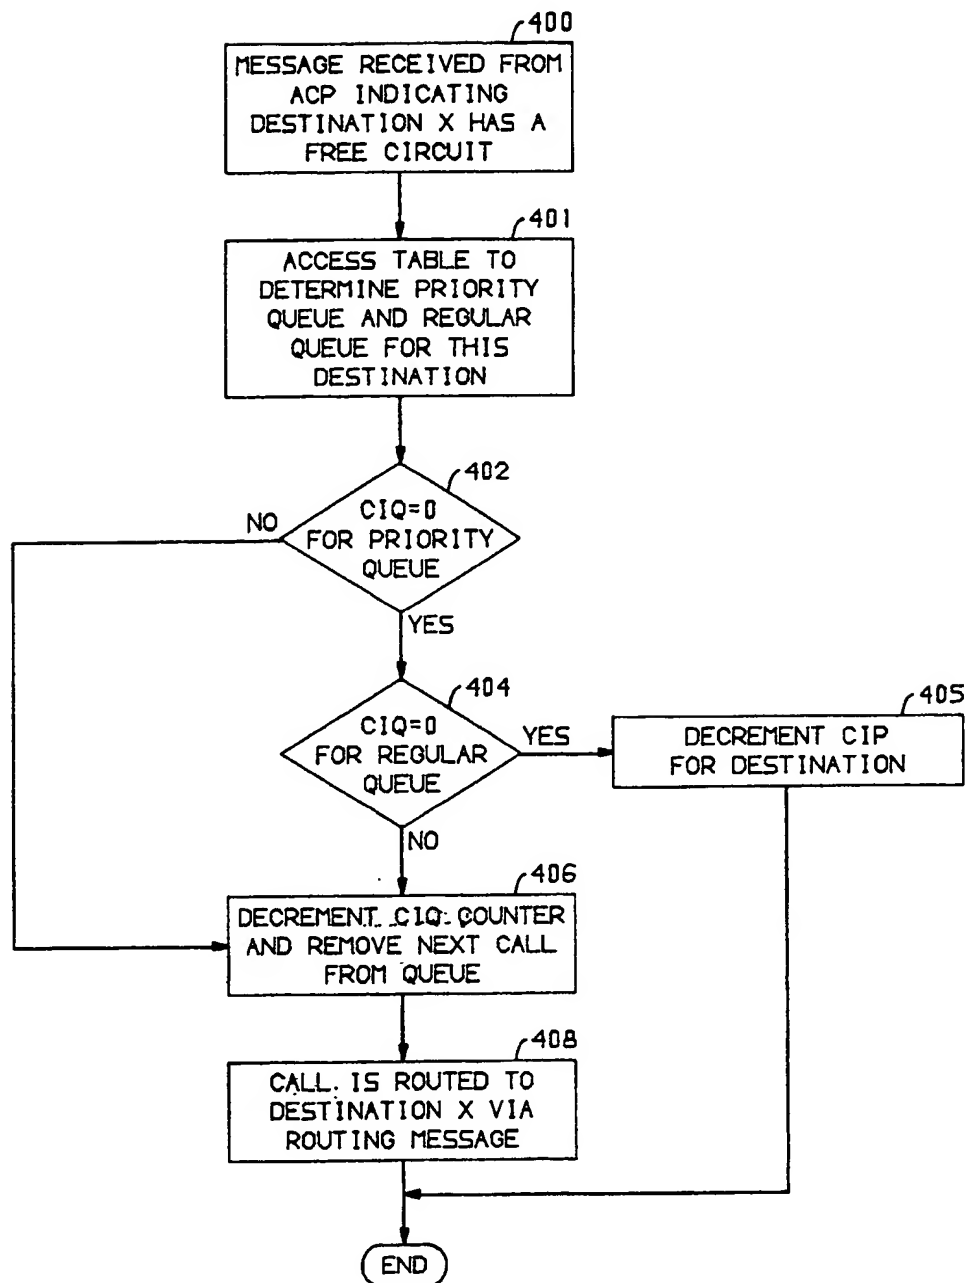 400
MESSAGE RECEIVED FROM
ACP INDICATING
DESTINATION X HAS A
FREE CIRCUIT
401
ACCESS TABLE TO
DETERMINE PRIORITY
QUEUE AND REGULAR
QUEUE FOR THIS
DESTINATION
402
CIQ=0
FOR PRIORITY
QUEUE
NO
YES
404
CIQ=0
FOR REGULAR
QUEUE
YES
NO
405
DECREMENT CIP
FOR DESTINATION
406
DECREMENT CIQ COUNTER
AND REMOVE NEXT CALL
FROM QUEUE
408
CALL IS ROUTED TO
DESTINATION X VIA
ROUTING MESSAGE
END